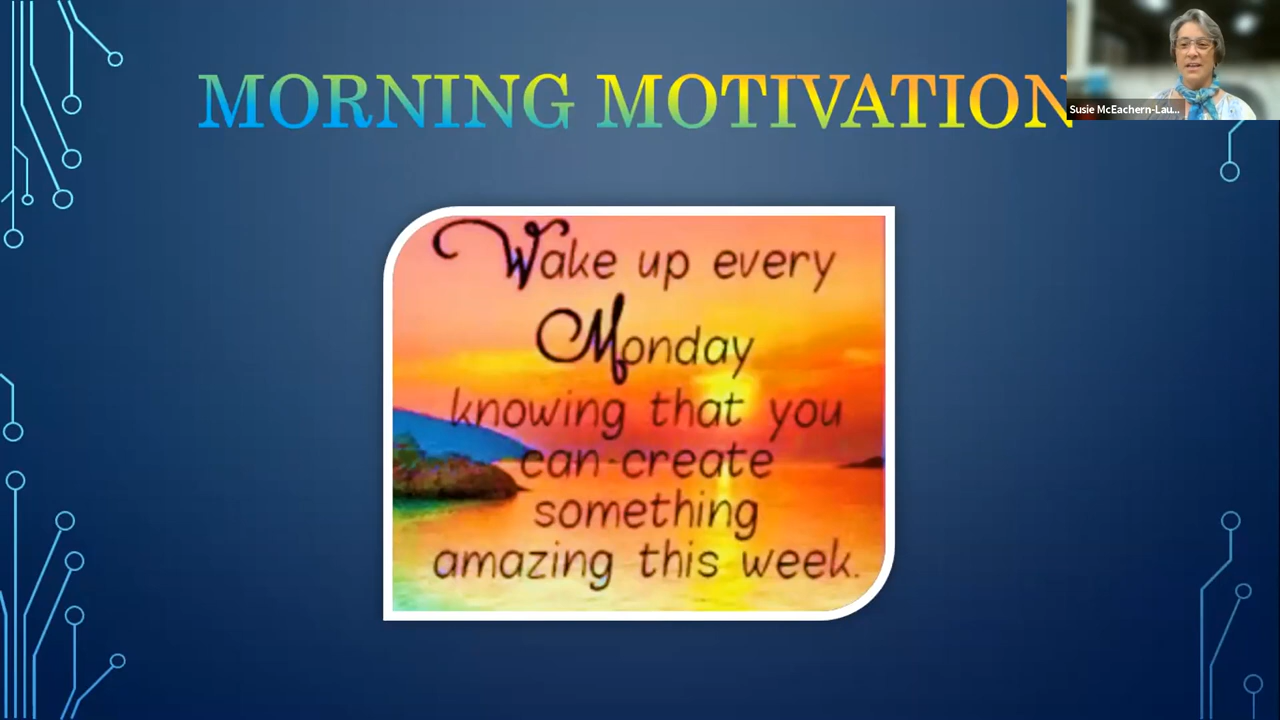 MORNING MOTIVATION
Susie McEachern-Lau...
Wake up every
Monday
knowing that you
can create
something
amazing this week.